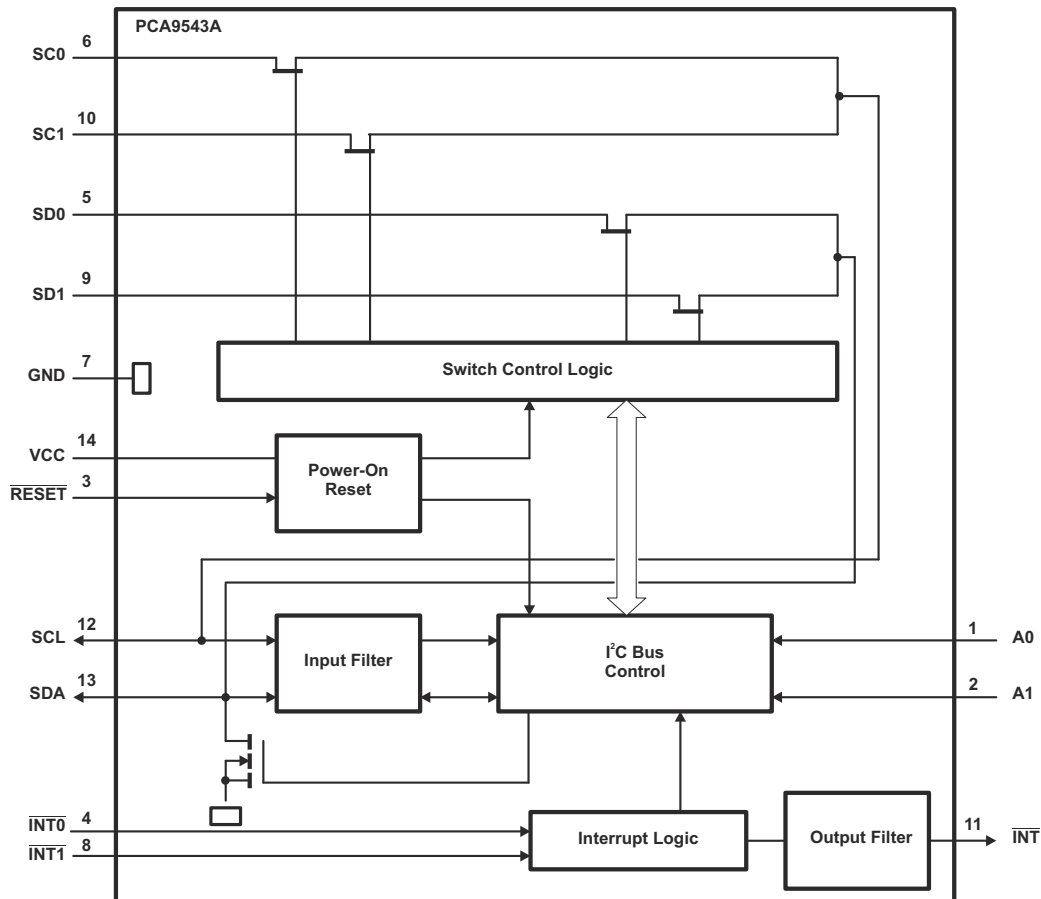 PCA9543A
SC0 6
SC1 10
SD0 5
SD1 9
GND 7
Switch Control Logic
VCC 14
RESET 3
Power-On
Reset
SCL 12
SDA 13
Input Filter
I²C Bus
Control
1 A0
2 A1
INT0 4
INT1 8
Interrupt Logic
Output Filter
11 INT